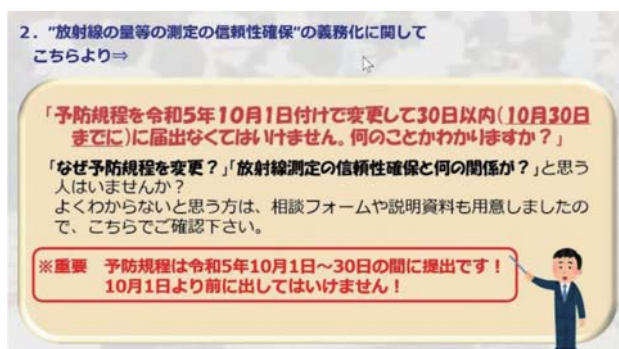 ２．"放射線の量等の測定の信頼性確保"の義務化に関して
こちらより⇒
「予防規程を令和5年１０月１日付けで変更して30日以内(10月30日
までに)に届出なくてはいけません。何のことかわかりますか？」
「なぜ予防規程を変更？」「放射線測定の信頼性確保と何の関係が？」と思う
人はいませんか？
よくわからないと思う方は、相談フォームや説明資料も用意しましたの
で、こちらでご確認下さい。
※重要　予防規程は令和5年10月1日～30日の間に提出です！
10月1日より前に出してはいけません！